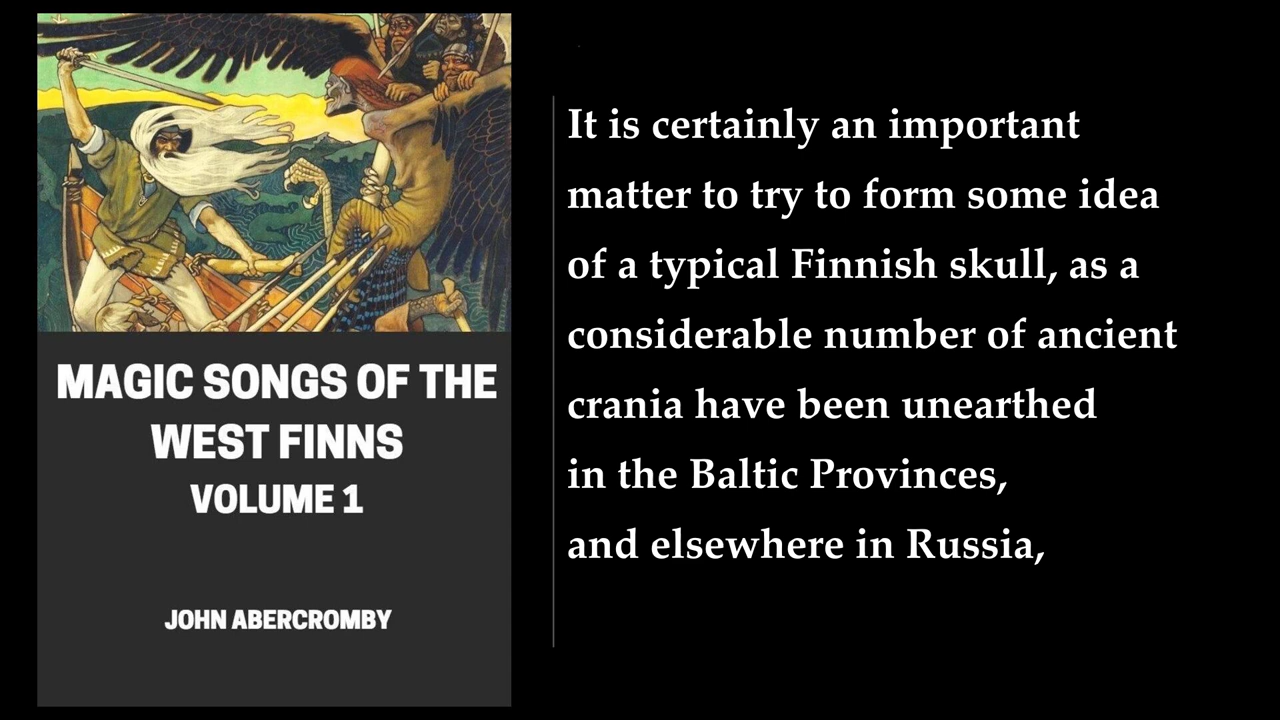 MAGIC SONGS OF THE
WEST FINNS
VOLUME 1
JOHN ABERCROMBY
It is certainly an important
matter to try to form some idea
of a typical Finnish skull, as a
considerable number of ancient
crania have been unearthed
in the Baltic Provinces,
and elsewhere in Russia,